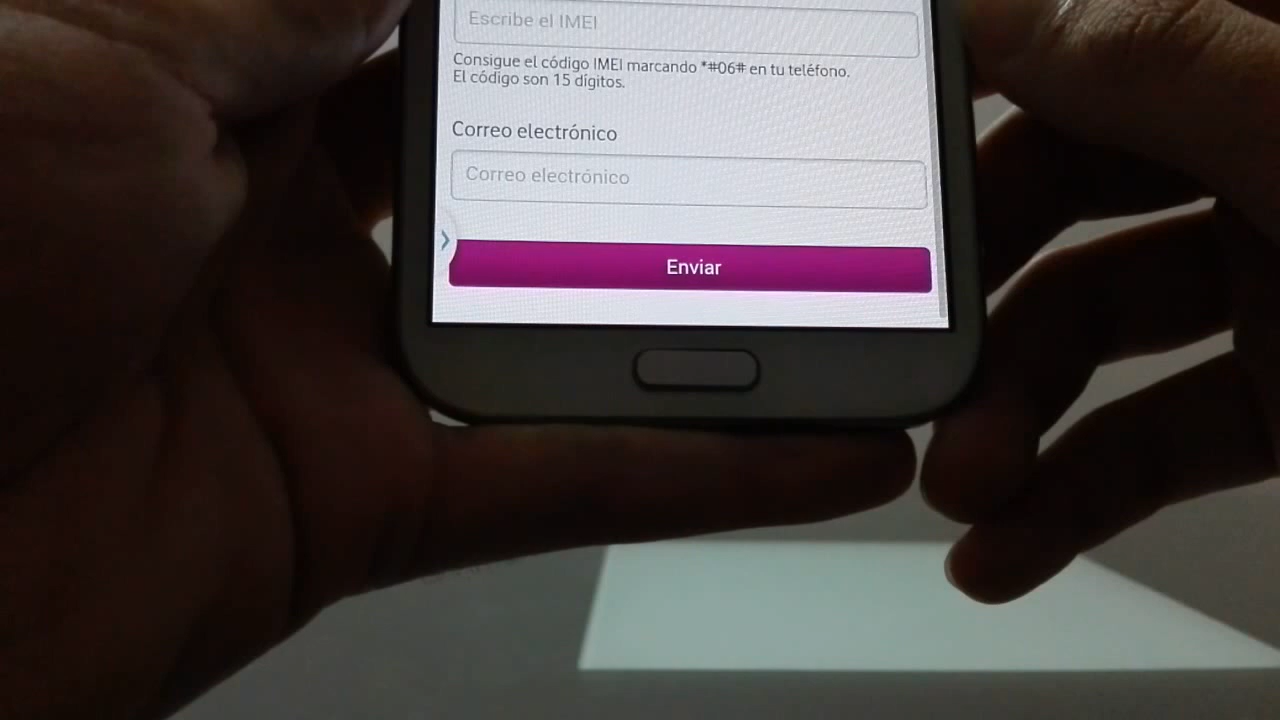 Escribe el IMEI
Consigue el código IMEI marcando *#06# en tu teléfono.
El código son 15 dígitos.
Correo electrónico
Correo electrónico
Enviar